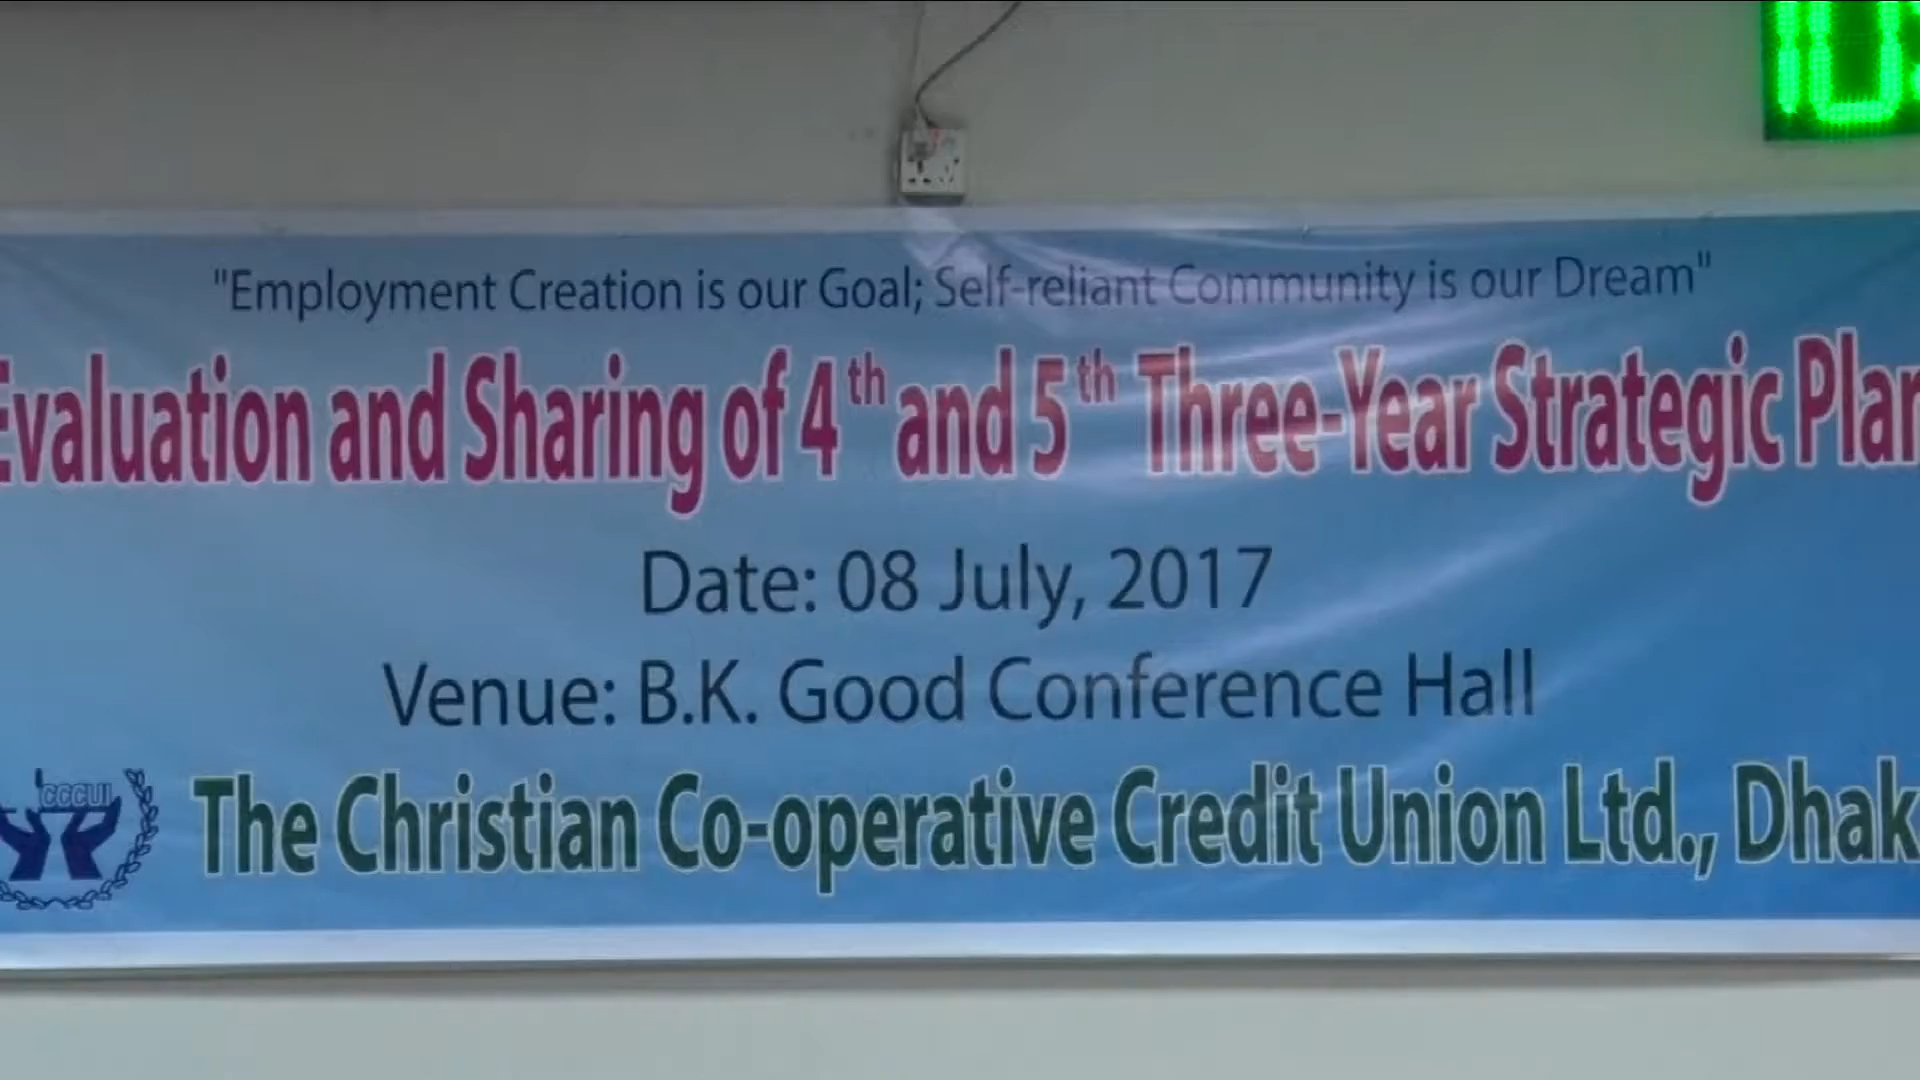 10
"Employment Creation is our Goal; Self-reliant Community is our Dream"
Evaluation and Sharing of 4th and 5th Three-Year Strategic Plan
Date: 08 July, 2017
Venue: B.K. Good Conference Hall
CCCUL
The Christian Co-operative Credit Union Ltd., Dhak